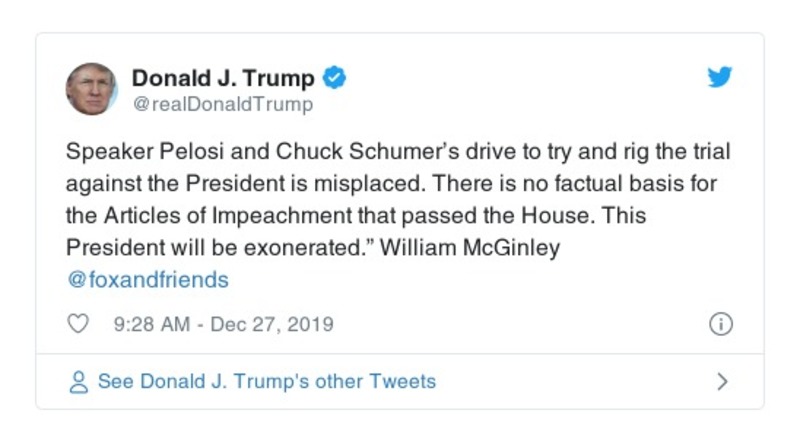 Donald J. Trump
@realDonaldTrump
Speaker Pelosi and Chuck Schumer’s drive to try and rig the trial
against the President is misplaced. There is no factual basis for
the Articles of Impeachment that passed the House. This
President will be exonerated.” William McGinley
@foxandfriends
9:28 AM - Dec 27, 2019
See Donald J. Trump's other Tweets